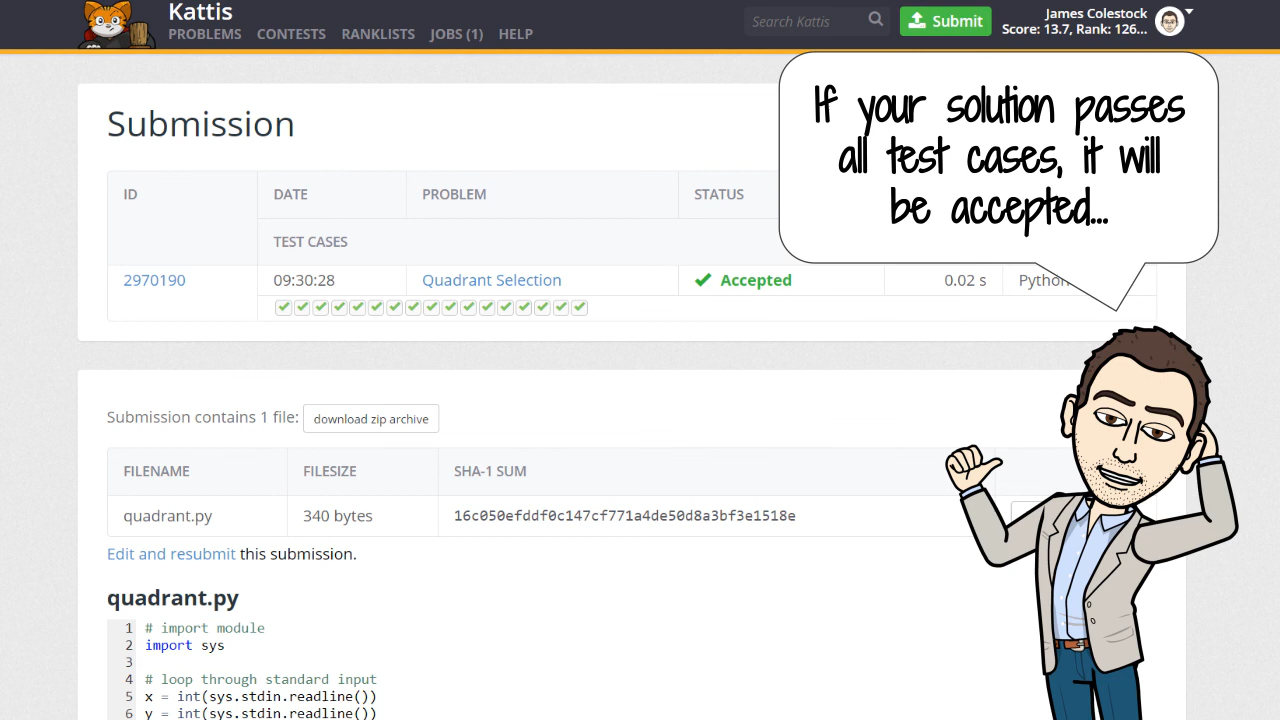 Kattis
PROBLEMS CONTESTS RANKLISTS JOBS (1) HELP
Search Kattis
Submit
James Colestock
Score: 13.7, Rank: 126...
If your solution passes
all test cases, it will
be accepted...
Submission
ID DATE PROBLEM STATUS
TEST CASES
2970190 09:30:28 Quadrant Selection Accepted 0.02 s Python
Submission contains 1 file: download zip archive
FILENAME FILESIZE SHA-1 SUM
quadrant.py 340 bytes 16c050efddf0c147cf771a4de50d8a3bf3e1518e
Edit and resubmit this submission.
quadrant.py
1 # import module
2 import sys
3
4 # loop through standard input
5 x = int(sys.stdin.readline())
6 y = int(sys.stdin.readline())